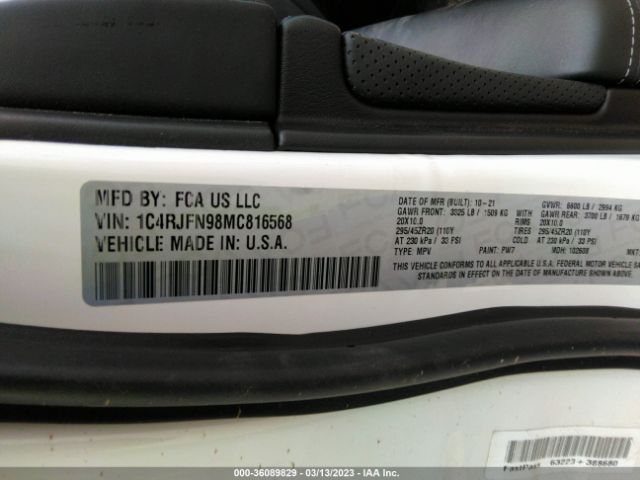 MFD BY: FCA US LLC
VIN: 1C4RJFN98MC816568
VEHICLE MADE IN U.S.A.
DATE OF MFR (BUILT): 10-21
GAWR FRONT: 3325 LB / 1509 KG
20X10.0
295/45ZR20 (110Y
AT 230 kPa / 33 PSI
TYPE: MPV PAINT: PW7 MDH: 102608 MKT:
GVWR: 6600 LB / 2994 KG
GAWR REAR: 3700 LB / 1679 KG
RIMS 20X10.0
TIRES 295/45ZR20 (110Y
COLD AT 230 kPa / 33 PSI
THIS VEHICLE CONFORMS TO ALL APPLICABLE U.S.A. FEDERAL MOTOR VEHICLE SA
STANDARDS IN EFFECT ON THE DATE OF MANUFACTURE SHOWN ABOVE.
63223+388680
FastPass
000-36089829 - 03/13/2023 - IAA Inc.